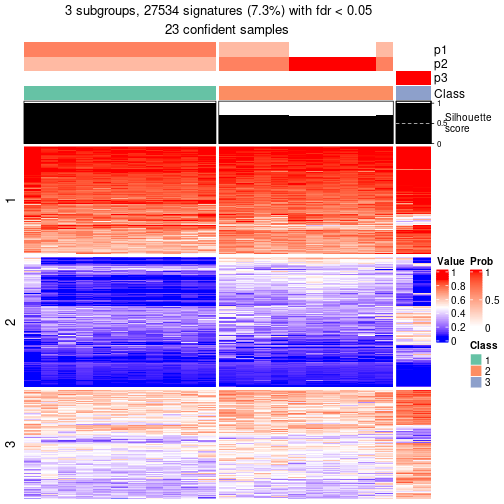 3 subgroups, 27534 signatures (7.3%) with fdr < 0.05
23 confident samples
p1
p2
p3
Class
1
0.5
0
Silhouette
score
1
2
3
Value
1
0.8
0.6
0.4
0.2
0
Prob
1
0.5
0
Class
1
2
3